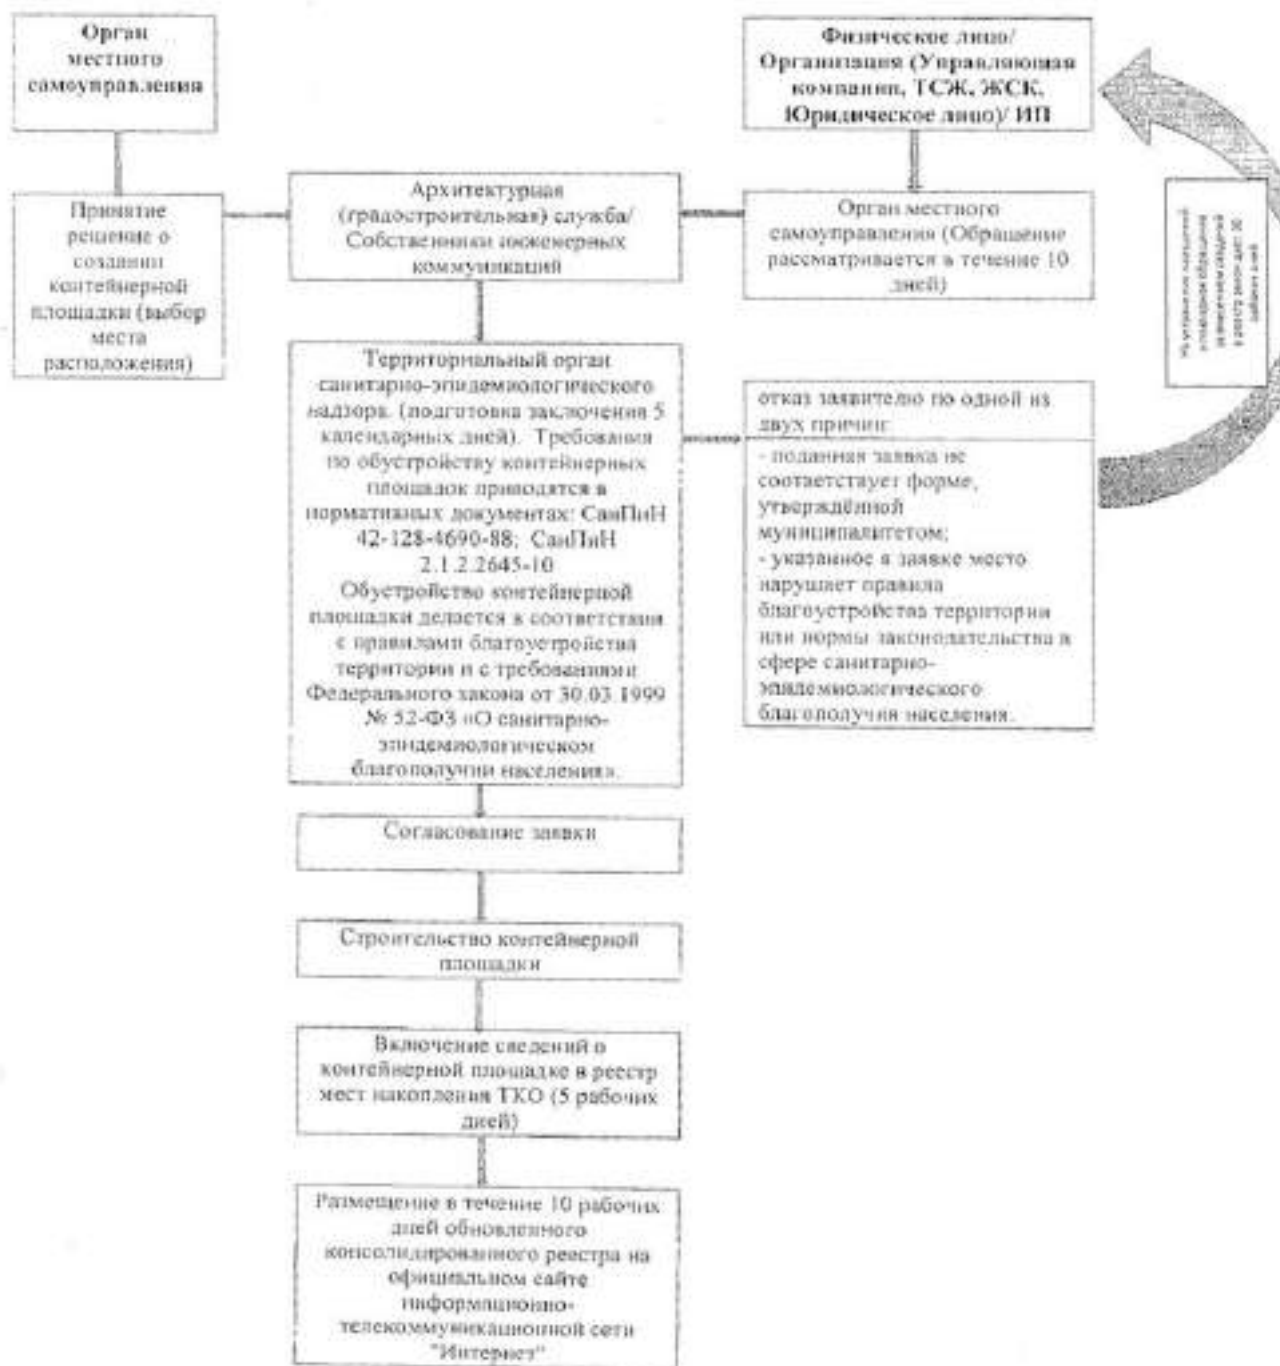 Орган
местного
самоуправления
Принятие
решение о
создании
контейнерной
площадки (выбор
места
расположения)
Архитектурная
(градостроительная) служба/
Собственники инженерных
коммуникаций
Физическое лицо/
Организация (Управляющая
компания, ТСЖ, ЖСК,
Юридическое лицо)/ ИП
Орган местного
самоуправления (Обращение
рассматривается в течение 10
дней)
Территориальный орган
санитарно-эпидемиологического
надзора. (подготовка заключения 5
календарных дней). Требования
по обустройству контейнерных
площадок приводятся в
нормативных документах: СанПиН
42-128-4690-88; СанПиН
2.1.2.2645-10
Обустройство контейнерной
площадки делается в соответствии
с правилами благоустройства
территории и с требованиями
Федерального закона от 30.03.1999
№ 52-ФЗ «О санитарно-
эпидемиологическом
благополучии населения».
отказ заявителю по одной из
двух причин:
- поданная заявка не
соответствует форме,
утверждённой
муниципалитетом;
- указанное в заявке место
нарушает правила
благоустройства территории
или нормы законодательства в
сфере санитарно-
эпидемиологического
благополучия населения.
Согласование заявки
Строительство контейнерной
площадки
Включение сведений о
контейнерной площадке в реестр
мест накопления ТКО (5 рабочих
дней)
Размещение в течение 10 рабочих
дней обновленного
консолидированного реестра на
официальном сайте
информационно-
телекоммуникационной сети
"Интернет"